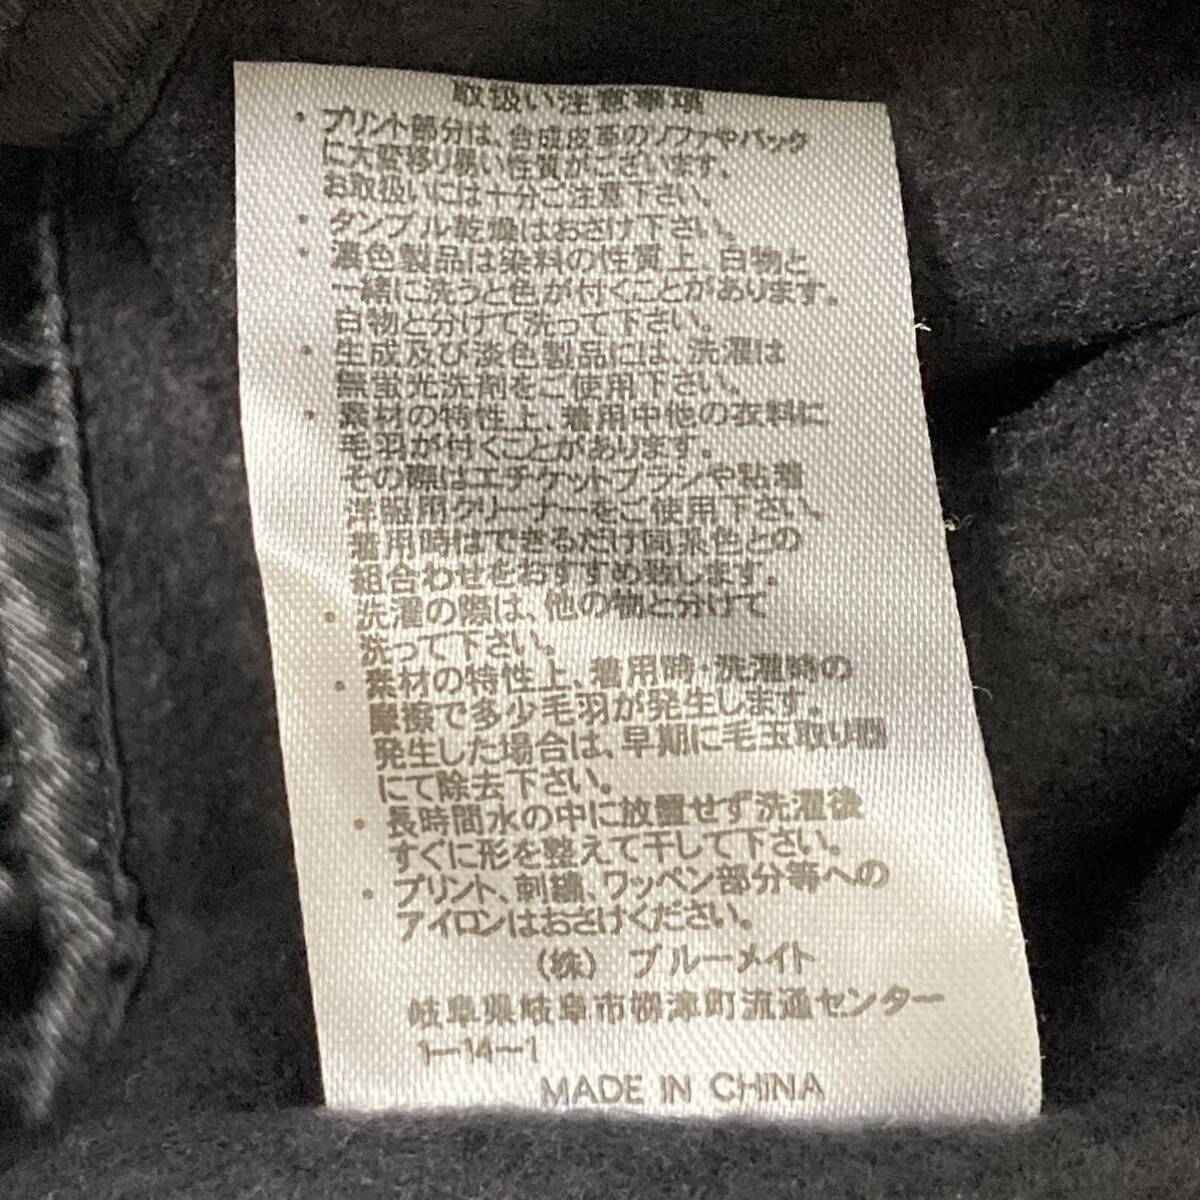 取扱い注意事項
・プリント部分は、合成皮革のソファやバック
に大変移り易い性質がございます。
お取扱いには十分ご注意下さい。
・タンブル乾燥はおさけ下さい。
・濃色製品は染料の性質上、白物と
一緒に洗うと色が付くことがあります。
白物と分けて洗って下さい。
・生成及び淡色製品には、洗濯は
無蛍光洗剤をご使用下さい。
・素材の特性上、着用中他の衣料に
毛羽が付くことがあります。
その際はエチケットブラシや粘着
洋服用クリーナーをご使用下さい。
着用時はできるだけ同系色との
組合わせをおすすめ致します。
・洗濯の際は、他の物と分けて
洗って下さい。
・素材の特性上、着用時・洗濯時の
摩擦で多少毛羽が発生します。
発生した場合は、早期に毛玉取り器
にて除去下さい。
・長時間水の中に放置せず洗濯後
すぐに形を整えて干して下さい。
・プリント、刺繍、ワッペン部分等への
アイロンはおさけください。
(株) ブルーメイト
岐阜県岐阜市柳津町流通センター
1-14-1
MADE IN CHINA